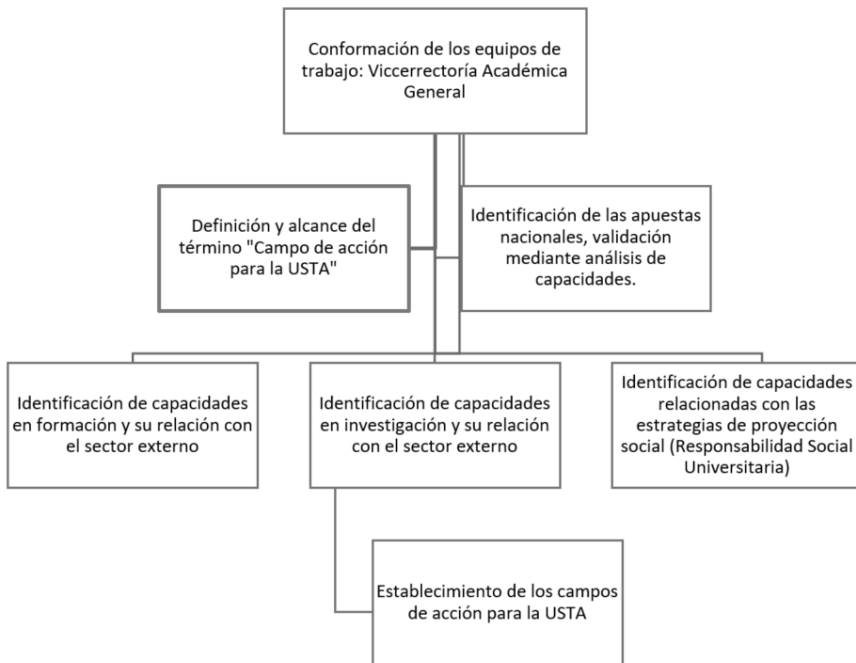 Conformación de los equipos de
trabajo: Viccerrectoría Académica
General
Definición y alcance del
término "Campo de acción
para la USTA"
Identificación de las apuestas
nacionales, validación
mediante análisis de
capacidades.
Identificación de capacidades
en formación y su relación con
el sector externo
Identificación de capacidades
en investigación y su relación
con el sector externo
Identificación de capacidades
relacionadas con las
estrategias de proyección
social (Responsabilidad Social
Universitaria)
Establecimiento de los campos
de acción para la USTA